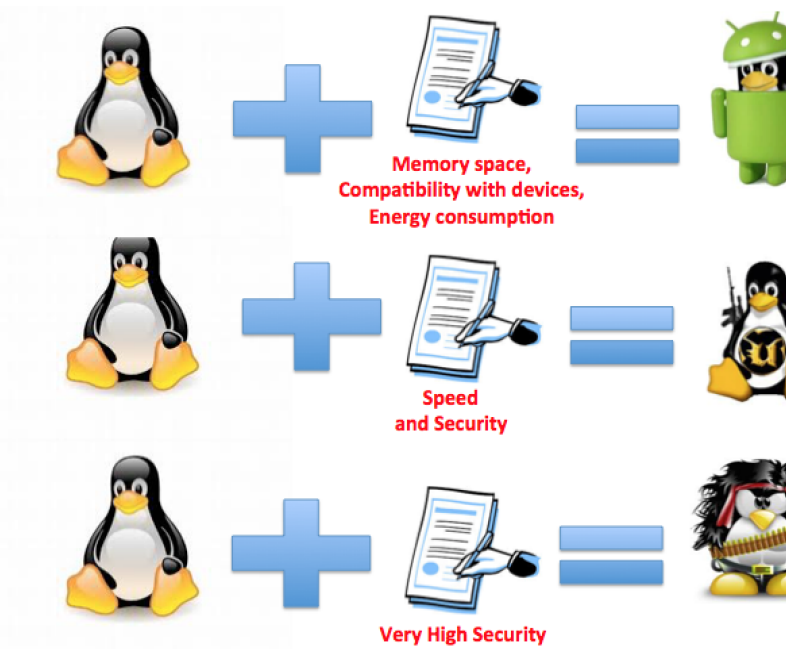 Memory space,
Compatibility with devices,
Energy consumption
Speed
and Security
Very High Security